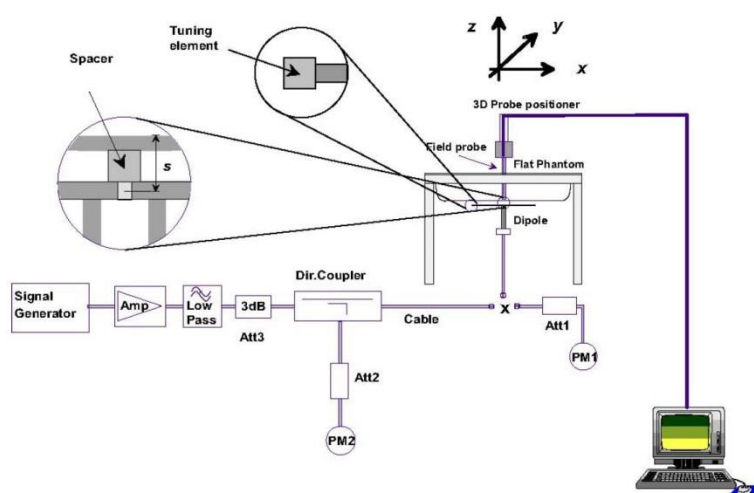 Tuning
element
Spacer
s
z
y
x
3D Probe positioner
Field probe
Flat Phantom
Dipole
Signal
Generator
Amp
Low
Pass
3dB
Att3
Dir.Coupler
Cable
x
Att1
PM1
Att2
PM2